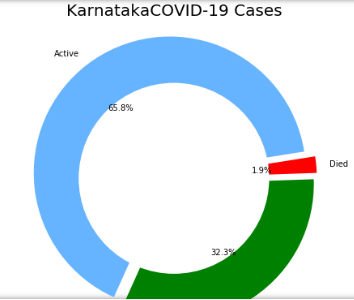 KarnatakaCOVID-19 Cases
Active
65.8%
1.9%
Died
32.3%